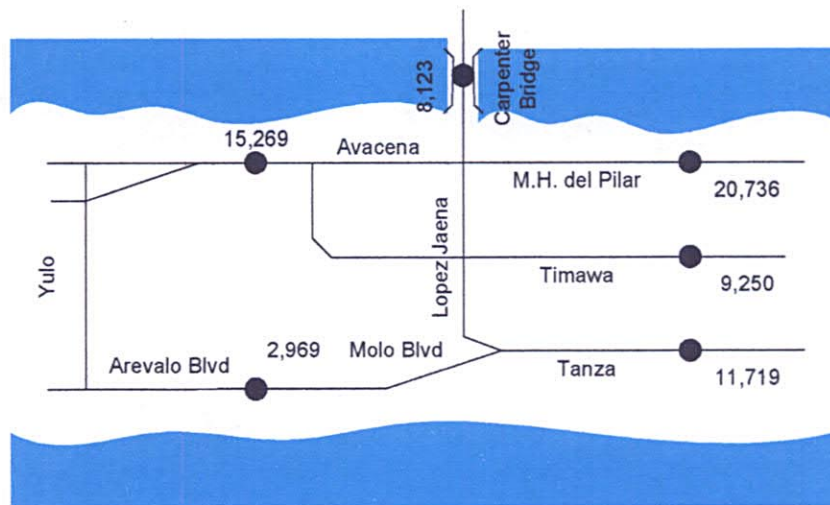 8,123
Carpenter
Bridge
15,269
Avacena
M.H. del Pilar
20,736
Yulo
Lopez Jaena
Timawa
9,250
2,969
Molo Blvd
Arevalo Blvd
Tanza
11,719